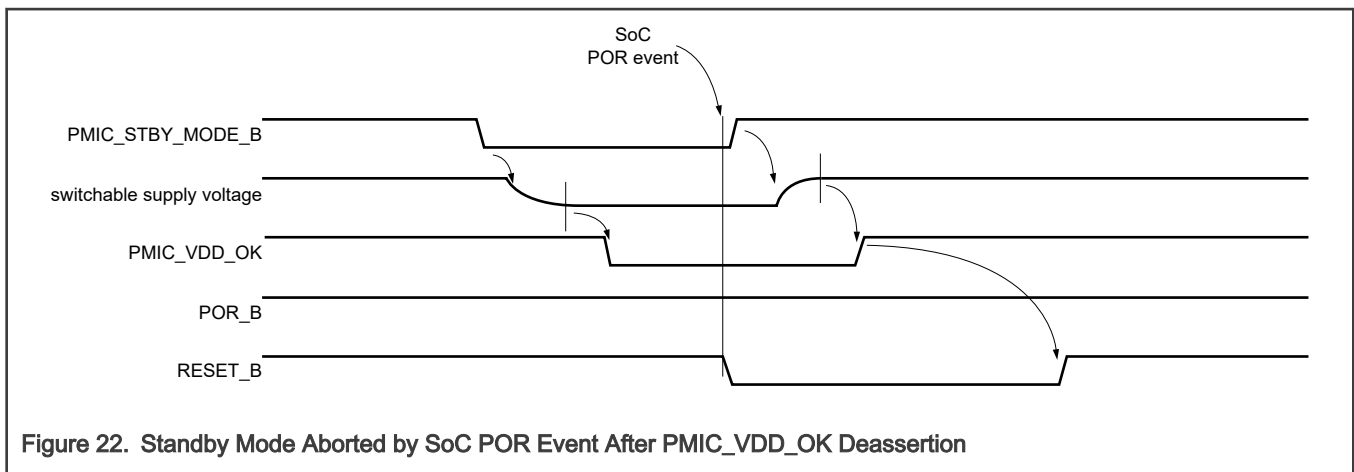 SoC
POR event
PMIC_STBY_MODE_B
switchable supply voltage
PMIC_VDD_OK
POR_B
RESET_B
Figure 22. Standby Mode Aborted by SoC POR Event After PMIC_VDD_OK Deassertion